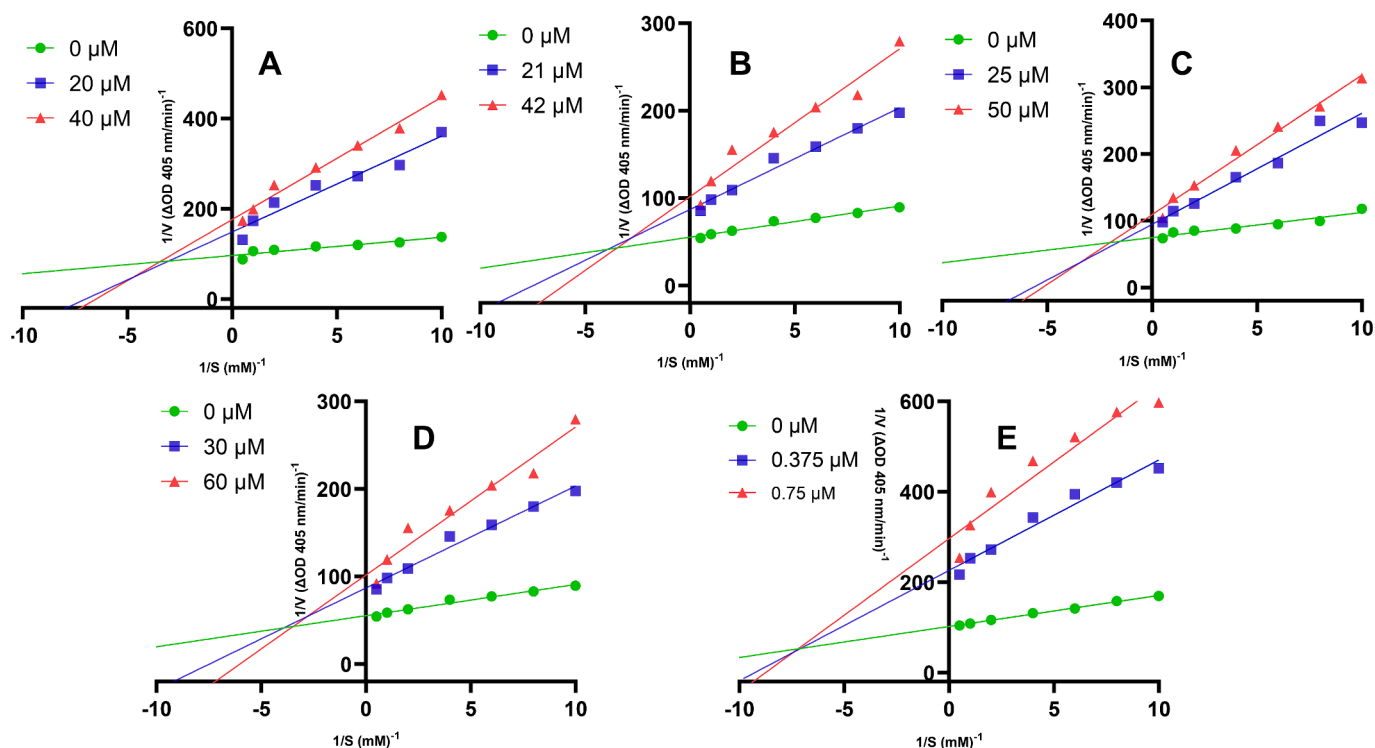 A
0 µM
20 µM
40 µM
1/V (ΔOD 405 nm/min)⁻¹
600
400
200
0
-10 -5 0 5 10
1/S (mM)⁻¹
B
0 µM
21 µM
42 µM
1/V (ΔOD 405 nm/min)⁻¹
300
200
100
0
-10 -5 0 5 10
1/S (mM)⁻¹
C
0 µM
25 µM
50 µM
1/V (ΔOD 405 nm/min)⁻¹
400
300
200
100
0
-10 -5 0 5 10
1/S (mM)⁻¹
D
0 µM
30 µM
60 µM
1/V (ΔOD 405 nm/min)⁻¹
300
200
100
0
-10 -5 0 5 10
1/S (mM)⁻¹
E
0 µM
0.375 µM
0.75 µM
1/V (ΔOD 405 nm/min)⁻¹
600
400
200
0
-10 -5 0 5 10
1/S (mM)⁻¹